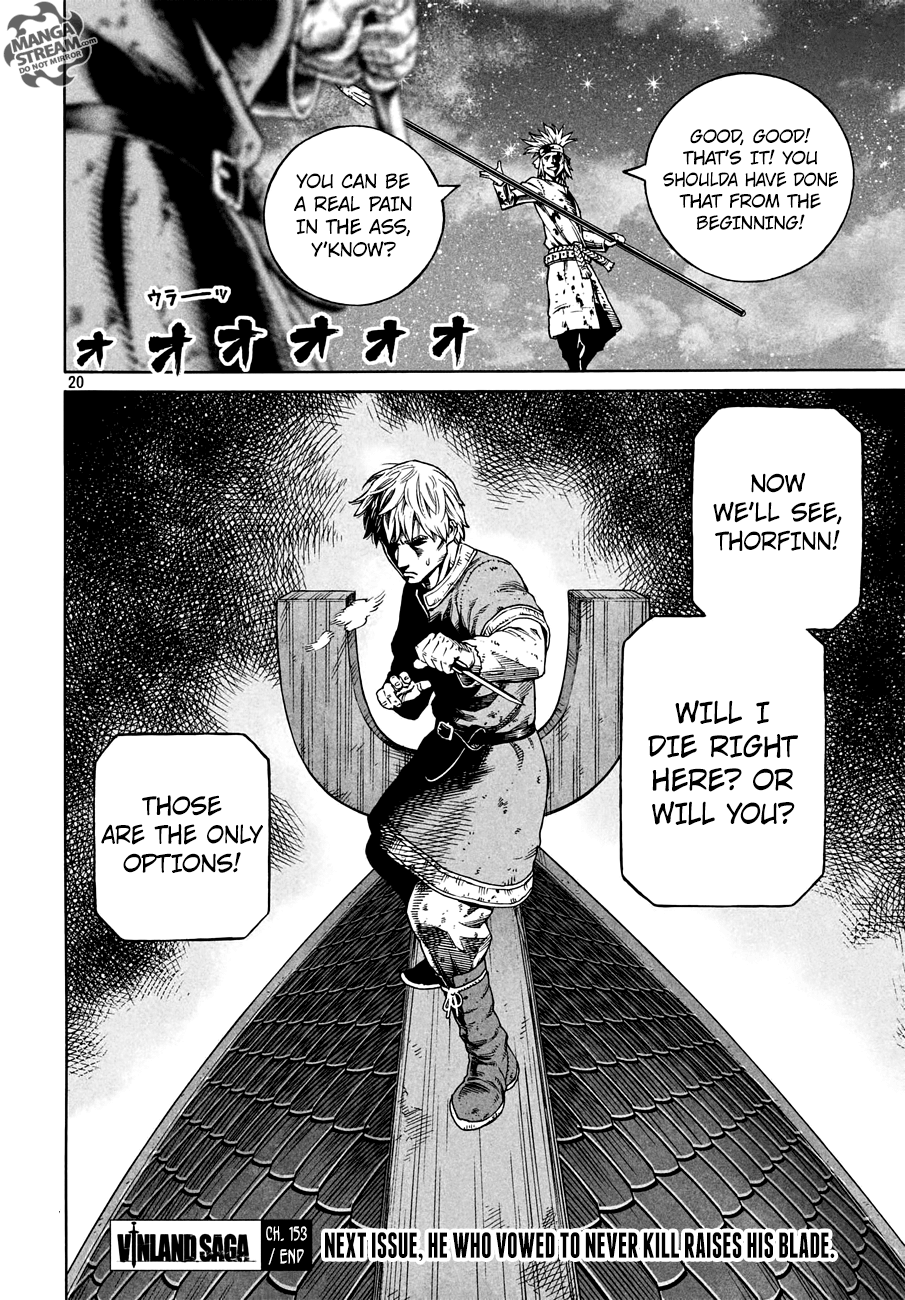 MANGA
STREAM.com
DO NOT MIRROR
GOOD, GOOD!
THAT'S IT! YOU
SHOULDA HAVE DONE
THAT FROM THE
BEGINNING!
YOU CAN BE
A REAL PAIN
IN THE ASS,
Y'KNOW?
ウラーーッ
オオオオオオ
20
NOW
WE'LL SEE,
THORFINN!
WILL I
DIE RIGHT
HERE? OR
WILL YOU?
THOSE
ARE THE ONLY
OPTIONS!
VINLAND SAGA
CH. 153
/ END
NEXT ISSUE, HE WHO VOWED TO NEVER KILL RAISES HIS BLADE.